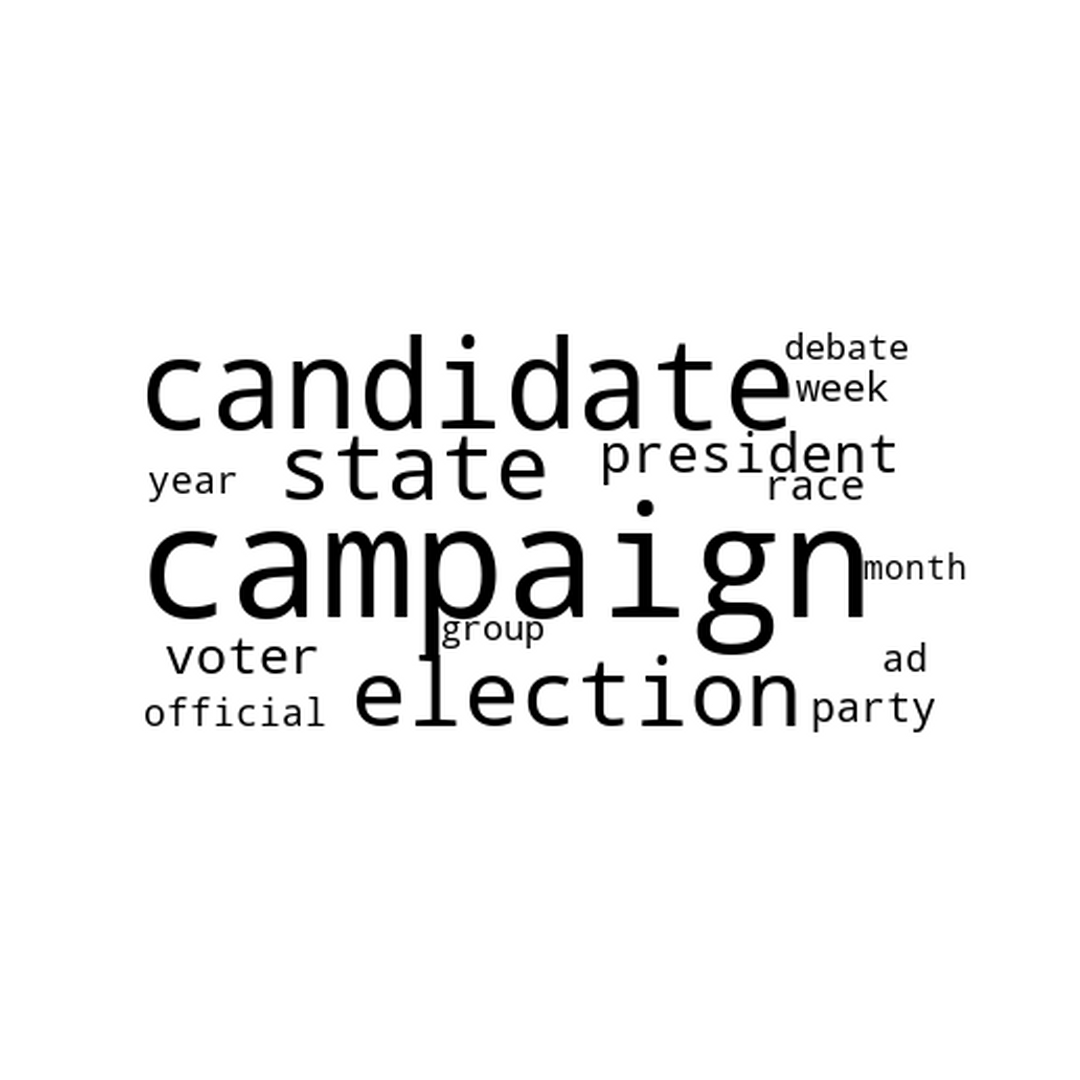 candidate debate
week
year state president
race
campaign month
group
voter ad
official election party